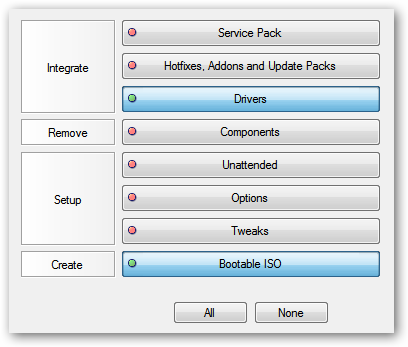 Integrate
Service Pack
Hotfixes, Addons and Update Packs
Drivers
Remove
Components
Setup
Unattended
Options
Tweaks
Create
Bootable ISO
All
None